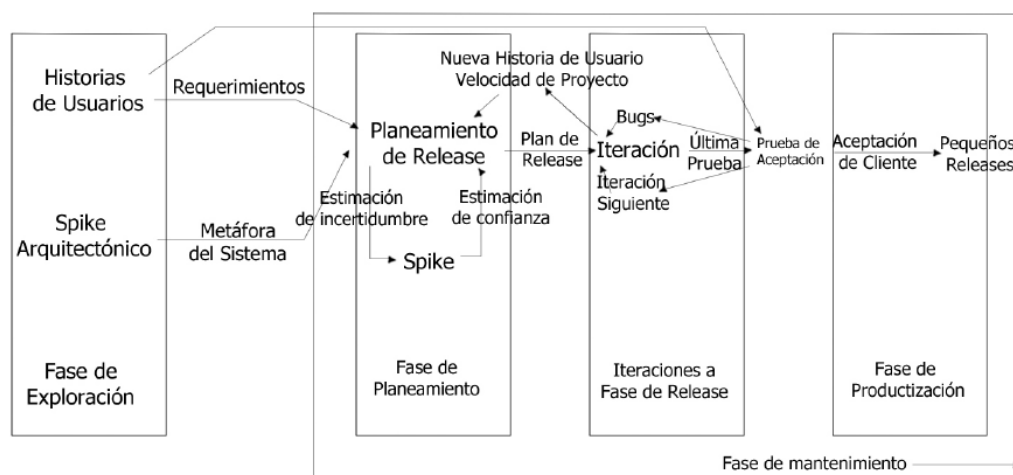 Historias
de Usuarios
Requerimientos
Spike
Arquitectónico
Metáfora
del Sistema
Fase de
Exploración
Nueva Historia de Usuario
Velocidad de Proyecto
Planeamiento
de Release
Estimación
de incertidumbre
Estimación
de confianza
Spike
Fase de
Planeamiento
Plan de
Release
Bugs
Iteración
Iteración
Siguiente
Última
Prueba
Iteraciones a
Fase de Release
Prueba de
Aceptación
Aceptación
de Cliente
Pequeños
Releases
Fase de
Productización
Fase de mantenimiento